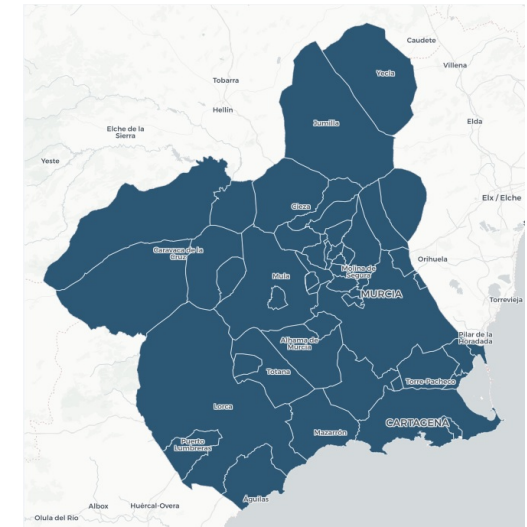 Caudete
Yecla
Villena
Tobarra
Hellín
Jumilla
Elda
Elche de la
Sierra
Yeste
Elx / Elche
Cieza
Caravaca de la
Cruz
Orihuela
Mula
Molina de
Segura
MURCIA
Torrevieja
Pilar de la
Horadada
Alhama de
Murcia
Totana
Torre-Pacheco
Lorca
CARTAGENA
Mazarrón
Puerto
Lumbreras
Águilas
Albox
Huércal-Overa
Olula del Río